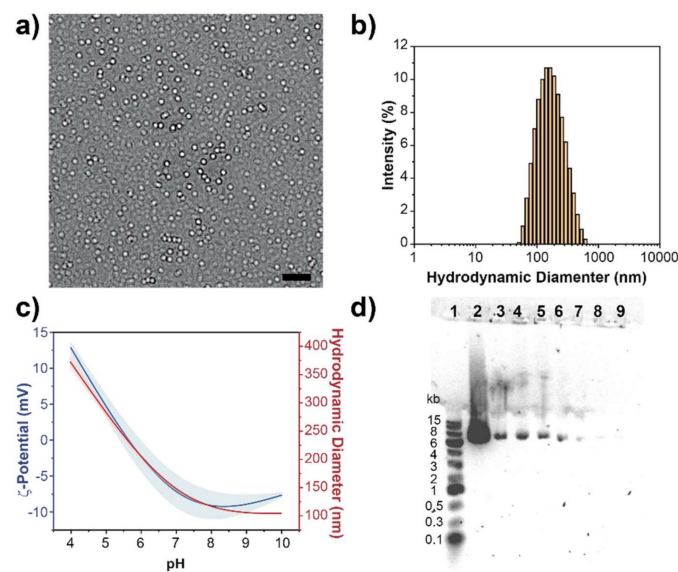 a)
b)
12
10
8
6
4
2
0
Intensity (%)
1 10 100 1000 10000
Hydrodynamic Diamenter (nm)
c)
15
10
5
0
-5
-10
ζ-Potential (mV)
400
350
300
250
200
150
100
Hydrodynamic Diameter (nm)
4 5 6 7 8 9 10
pH
d)
1 2 3 4 5 6 7 8 9
kb
15
8
6
4
3
2
1
0.5
0.3
0.1